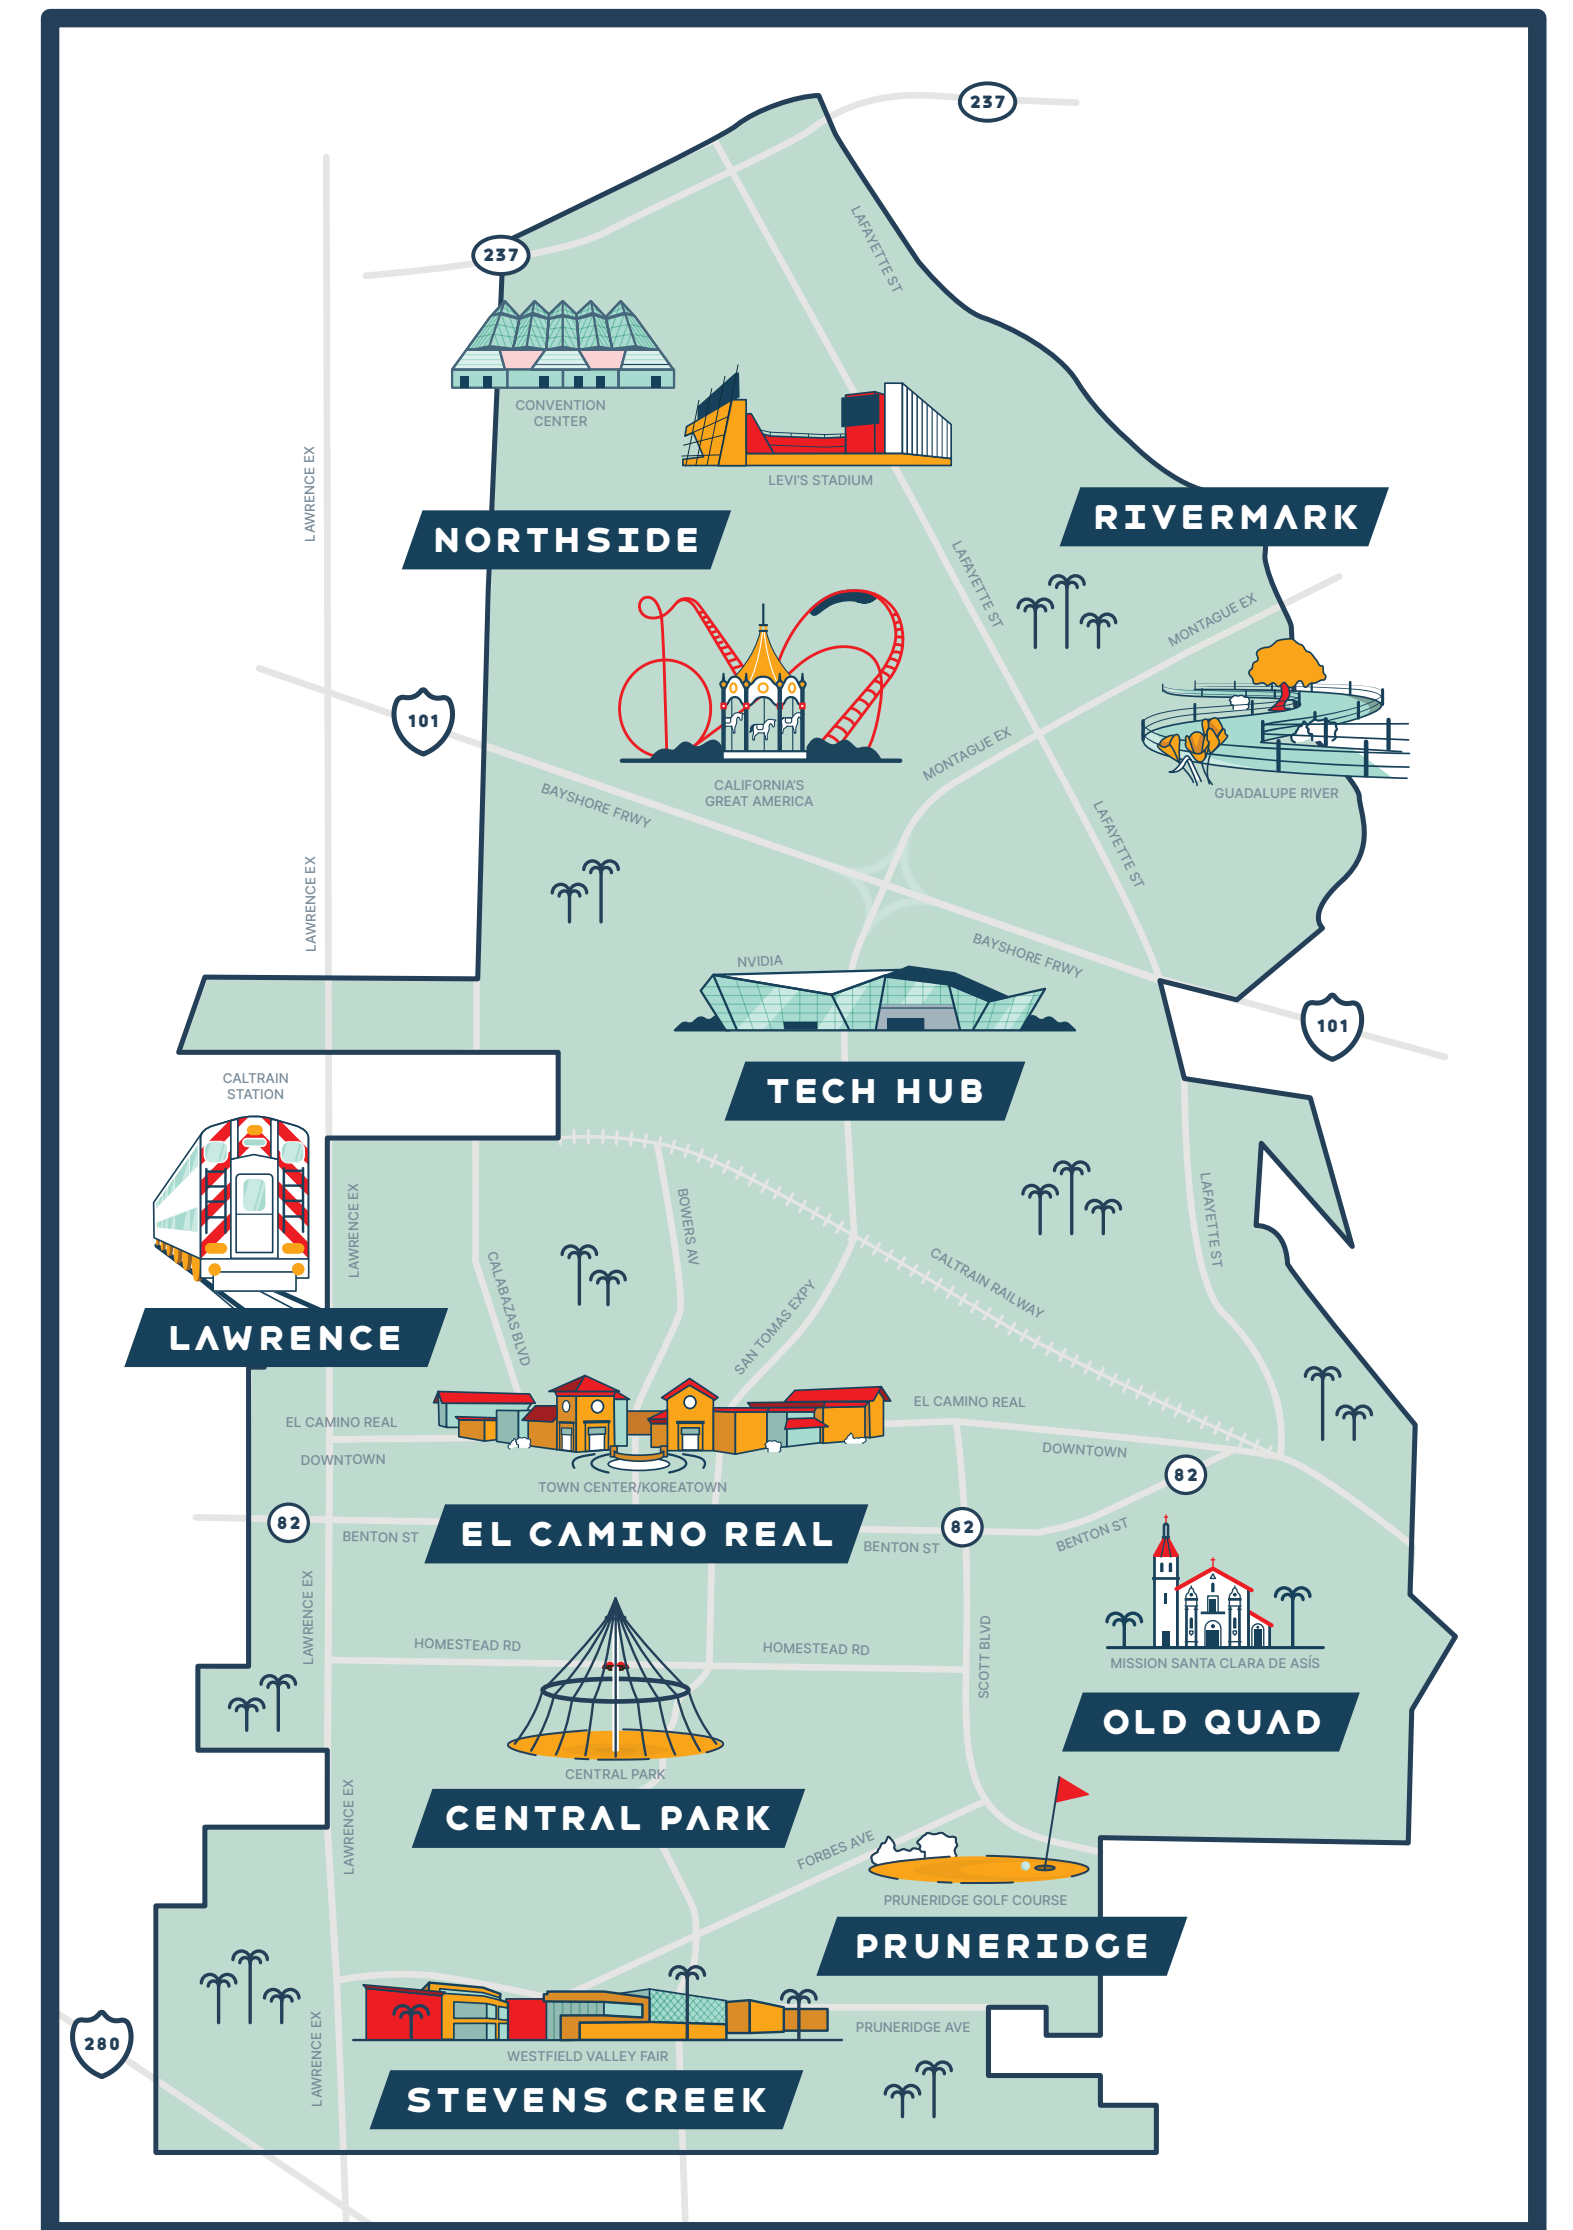 237
237
LAFAYETTE ST
CONVENTION
CENTER
LEVI'S STADIUM
LAWRENCE EX
NORTHSIDE
RIVERMARK
LAFAYETTE ST
MONTAGUE EX
101
MONTAGUE EX
CALIFORNIA'S
GREAT AMERICA
GUADALUPE RIVER
BAYSHORE FRWY
LAFAYETTE ST
LAWRENCE EX
NVIDIA
BAYSHORE FRWY
101
CALTRAIN
STATION
TECH HUB
LAWRENCE EX
BOWERS AV
LAFAYETTE ST
CALABAZAS BLVD
SAN TOMAS EXPY
CALTRAIN RAILWAY
LAWRENCE
EL CAMINO REAL
EL CAMINO REAL
DOWNTOWN
DOWNTOWN
82
TOWN CENTER/KOREATOWN
82
BENTON ST
EL CAMINO REAL
BENTON ST
82
BENTON ST
LAWRENCE EX
HOMESTEAD RD
HOMESTEAD RD
SCOTT BLVD
MISSION SANTA CLARA DE ASÍS
OLD QUAD
CENTRAL PARK
CENTRAL PARK
LAWRENCE EX
FORBES AVE
PRUNERIDGE GOLF COURSE
PRUNERIDGE
280
LAWRENCE EX
PRUNERIDGE AVE
WESTFIELD VALLEY FAIR
STEVENS CREEK